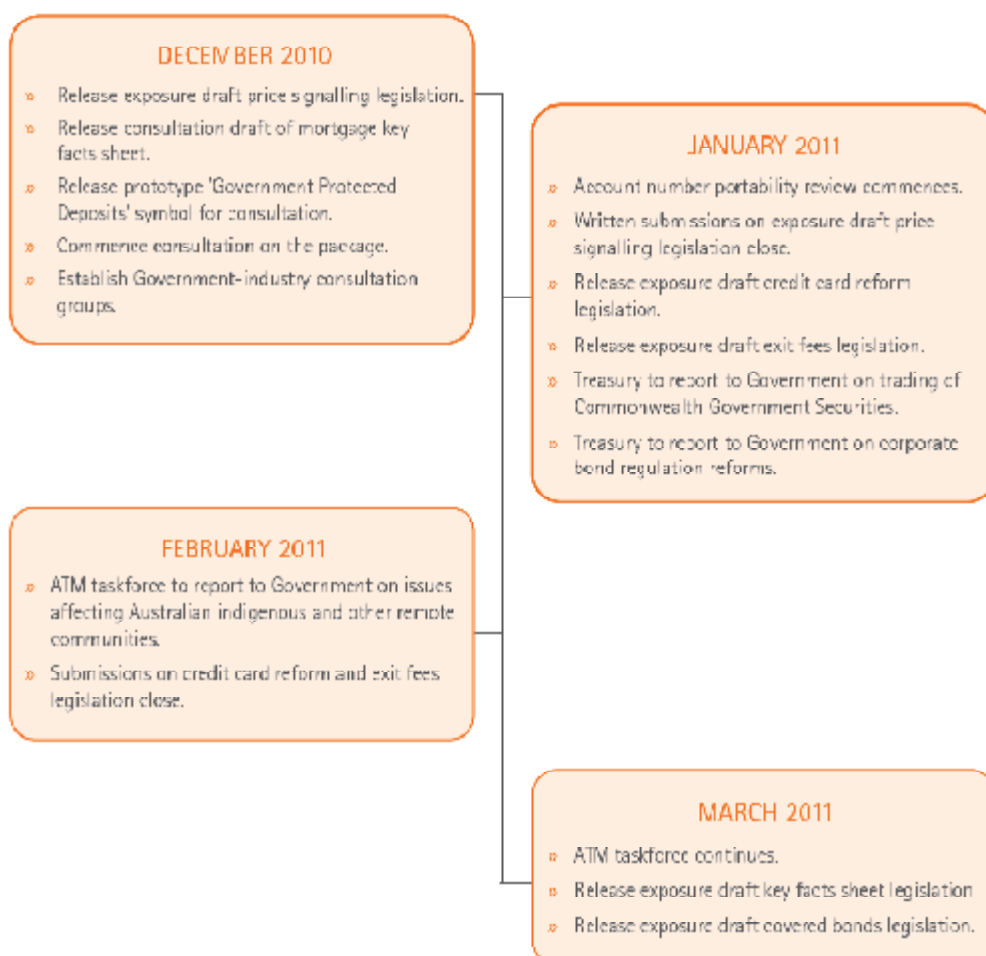 DECEMBER 2010
» Release exposure draft price signalling legislation.
» Release consultation draft of mortgage key
facts sheet.
» Release prototype 'Government Protected
Deposits' symbol for consultation.
» Commence consultation on the package.
» Establish Government-industry consultation
groups.
JANUARY 2011
» Account number portability review commences.
» Written submissions on exposure draft price
signalling legislation close.
» Release exposure draft credit card reform
legislation.
» Release exposure draft exit fees legislation.
» Treasury to report to Government on trading of
Commonwealth Government Securities.
» Treasury to report to Government on corporate
bond regulation reforms.
FEBRUARY 2011
» ATM taskforce to report to Government on issues
affecting Australian indigenous and other remote
communities.
» Submissions on credit card reform and exit fees
legislation close.
MARCH 2011
» ATM taskforce continues.
» Release exposure draft key facts sheet legislation
» Release exposure draft covered bonds legislation.